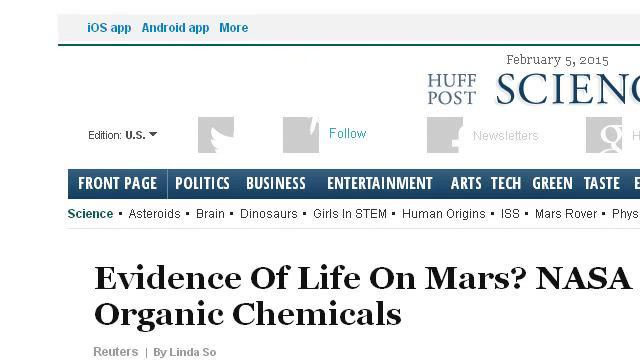 iOS app Android app More
February 5, 2015
HUFF
POST
Edition: U.S.
Follow
Newsletters
FRONT PAGE POLITICS BUSINESS ENTERTAINMENT ARTS TECH GREEN TASTE
Science • Asteroids • Brain • Dinosaurs • Girls In STEM • Human Origins • ISS • Mars Rover •
Evidence Of Life On Mars? NASA
Organic Chemicals
Reuters | By Linda So